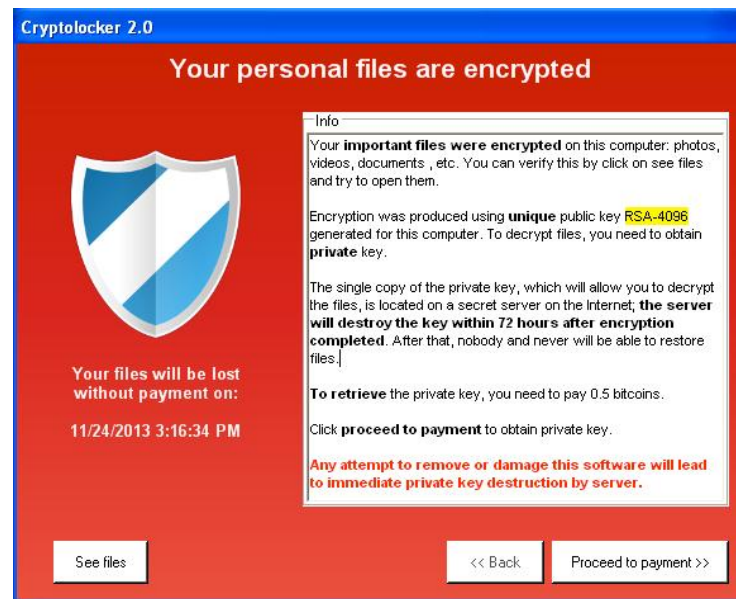 Cryptolocker 2.0
Your personal files are encrypted
Info
Your important files were encrypted on this computer: photos,
videos, documents , etc. You can verify this by click on see files
and try to open them.
Encryption was produced using unique public key RSA-4096
generated for this computer. To decrypt files, you need to obtain
private key.
The single copy of the private key, which will allow you to decrypt
the files, is located on a secret server on the Internet; the server
will destroy the key within 72 hours after encryption
completed. After that, nobody and never will be able to restore
files.
To retrieve the private key, you need to pay 0.5 bitcoins.
Click proceed to payment to obtain private key.
Any attempt to remove or damage this software will lead
to immediate private key destruction by server.
Your files will be lost
without payment on:
11/24/2013 3:16:34 PM
See files
<< Back
Proceed to payment >>